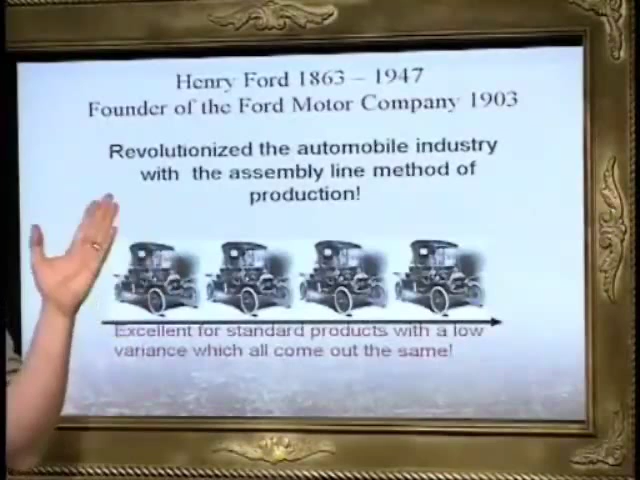 Henry Ford 1863 – 1947
Founder of the Ford Motor Company 1903
Revolutionized the automobile industry
with the assembly line method of
production!
Excellent for standard products with a low
variance which all come out the same!